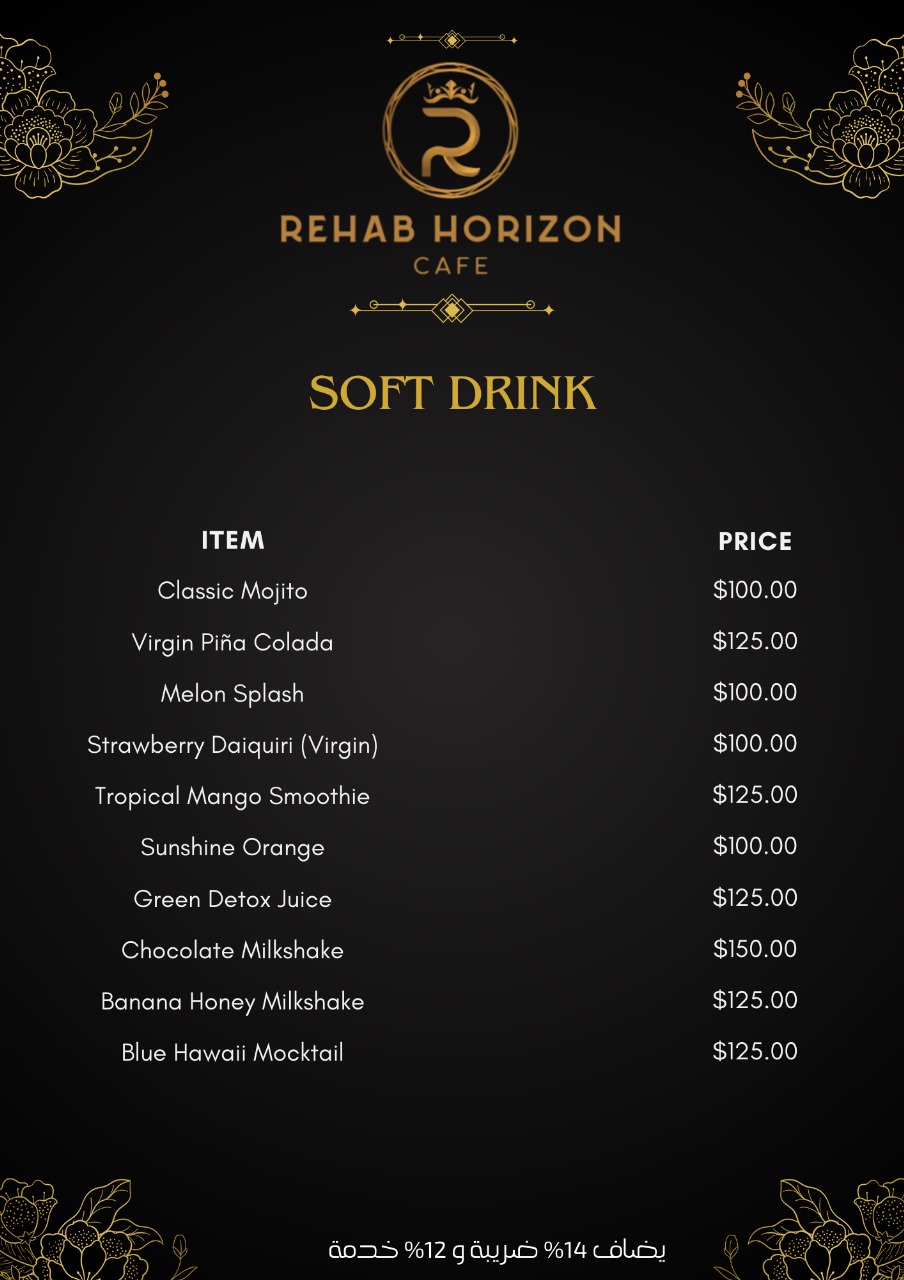 R
REHAB HORIZON
CAFE
SOFT DRINK
ITEM PRICE
Classic Mojito $100.00
Virgin Piña Colada $125.00
Melon Splash $100.00
Strawberry Daiquiri (Virgin) $100.00
Tropical Mango Smoothie $125.00
Sunshine Orange $100.00
Green Detox Juice $125.00
Chocolate Milkshake $150.00
Banana Honey Milkshake $125.00
Blue Hawaii Mocktail $125.00
يضاف 14% ضريبة و 12% خدمة